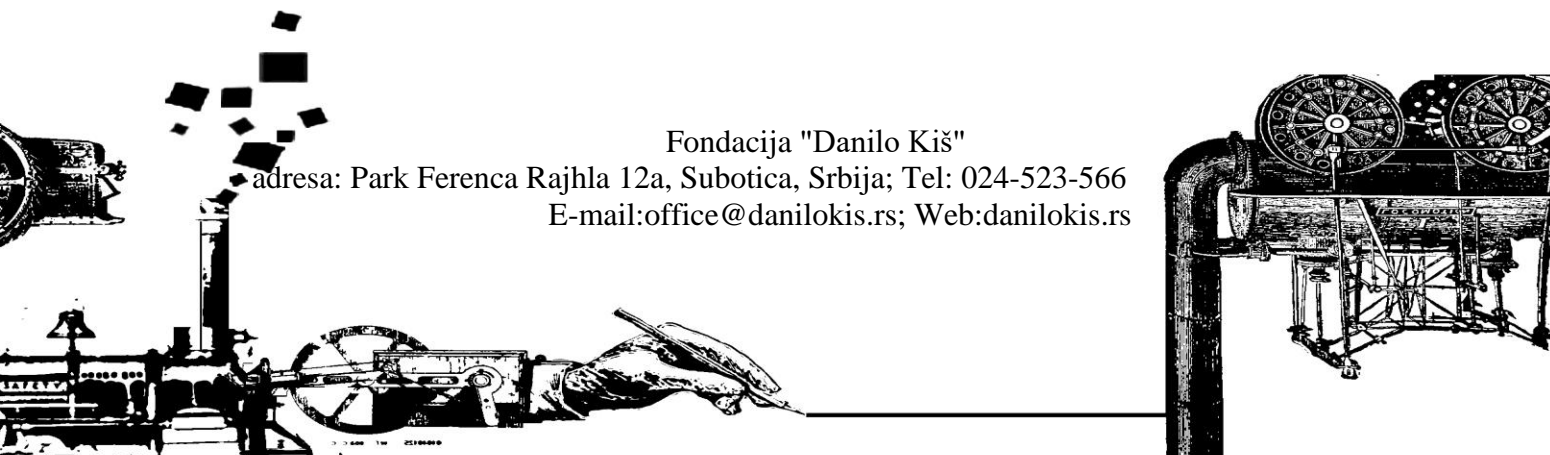 Fondacija "Danilo Kiš"
adresa: Park Ferenca Rajhla 12a, Subotica, Srbija; Tel: 024-523-566
E-mail:office@danilokis.rs; Web:danilokis.rs
SAFETY